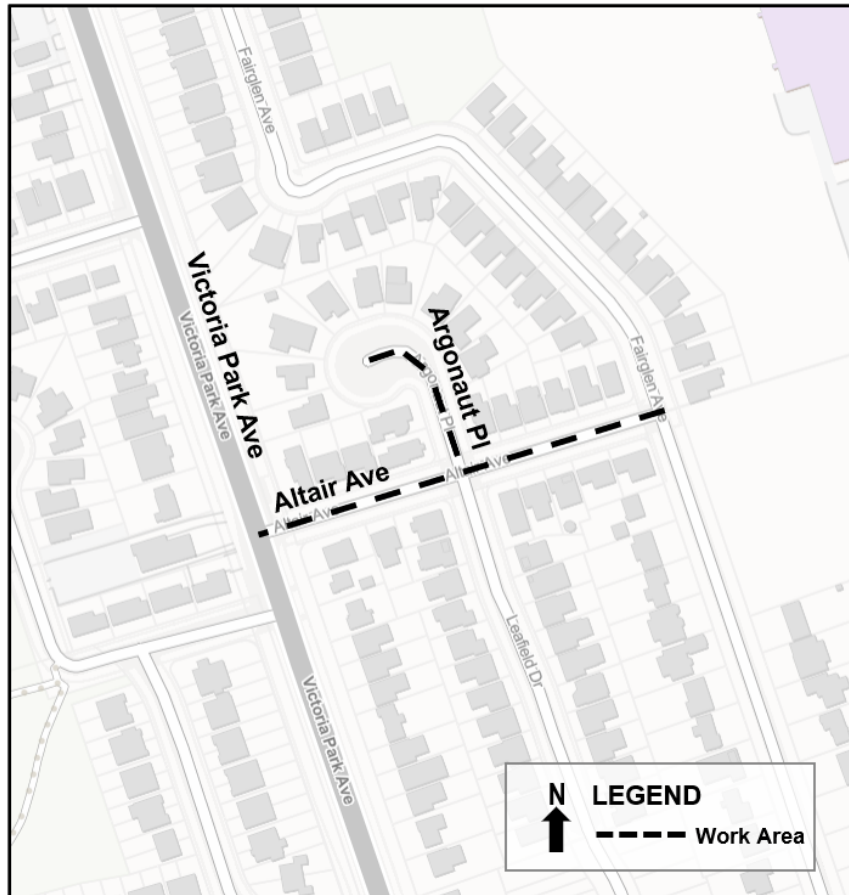 Fairglen Ave
Victoria Park Ave
Victoria Park Ave
Argonaut Pl
Fairglen Ave
Altair Ave
Altair Ave
Altair Ave
Leafield Dr
Victoria Park Ave
N LEGEND
Work Area